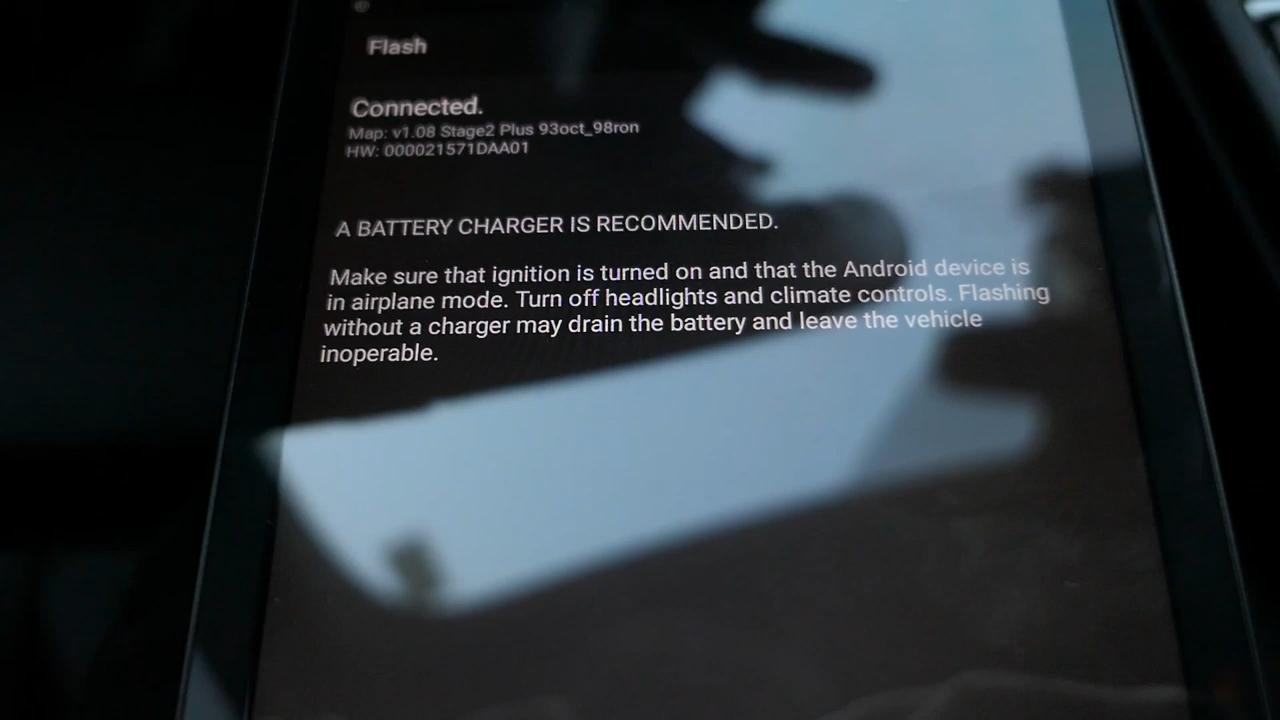 Flash
Connected.
Map: v1.08 Stage2 Plus 93oct_98ron
HW: 000021571DAA01
A BATTERY CHARGER IS RECOMMENDED.
Make sure that ignition is turned on and that the Android device is
in airplane mode. Turn off headlights and climate controls. Flashing
without a charger may drain the battery and leave the vehicle
inoperable.